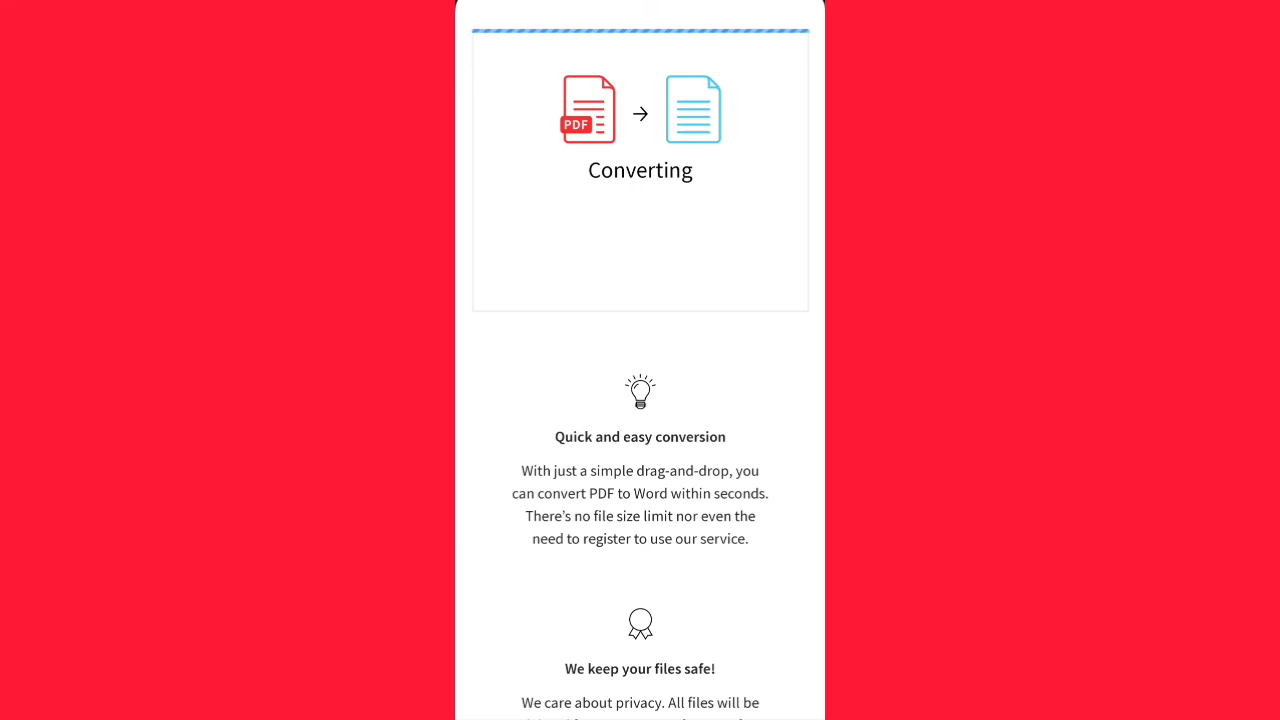 PDF
Converting
Quick and easy conversion
With just a simple drag-and-drop, you
can convert PDF to Word within seconds.
There's no file size limit nor even the
need to register to use our service.
We keep your files safe!
We care about privacy. All files will be